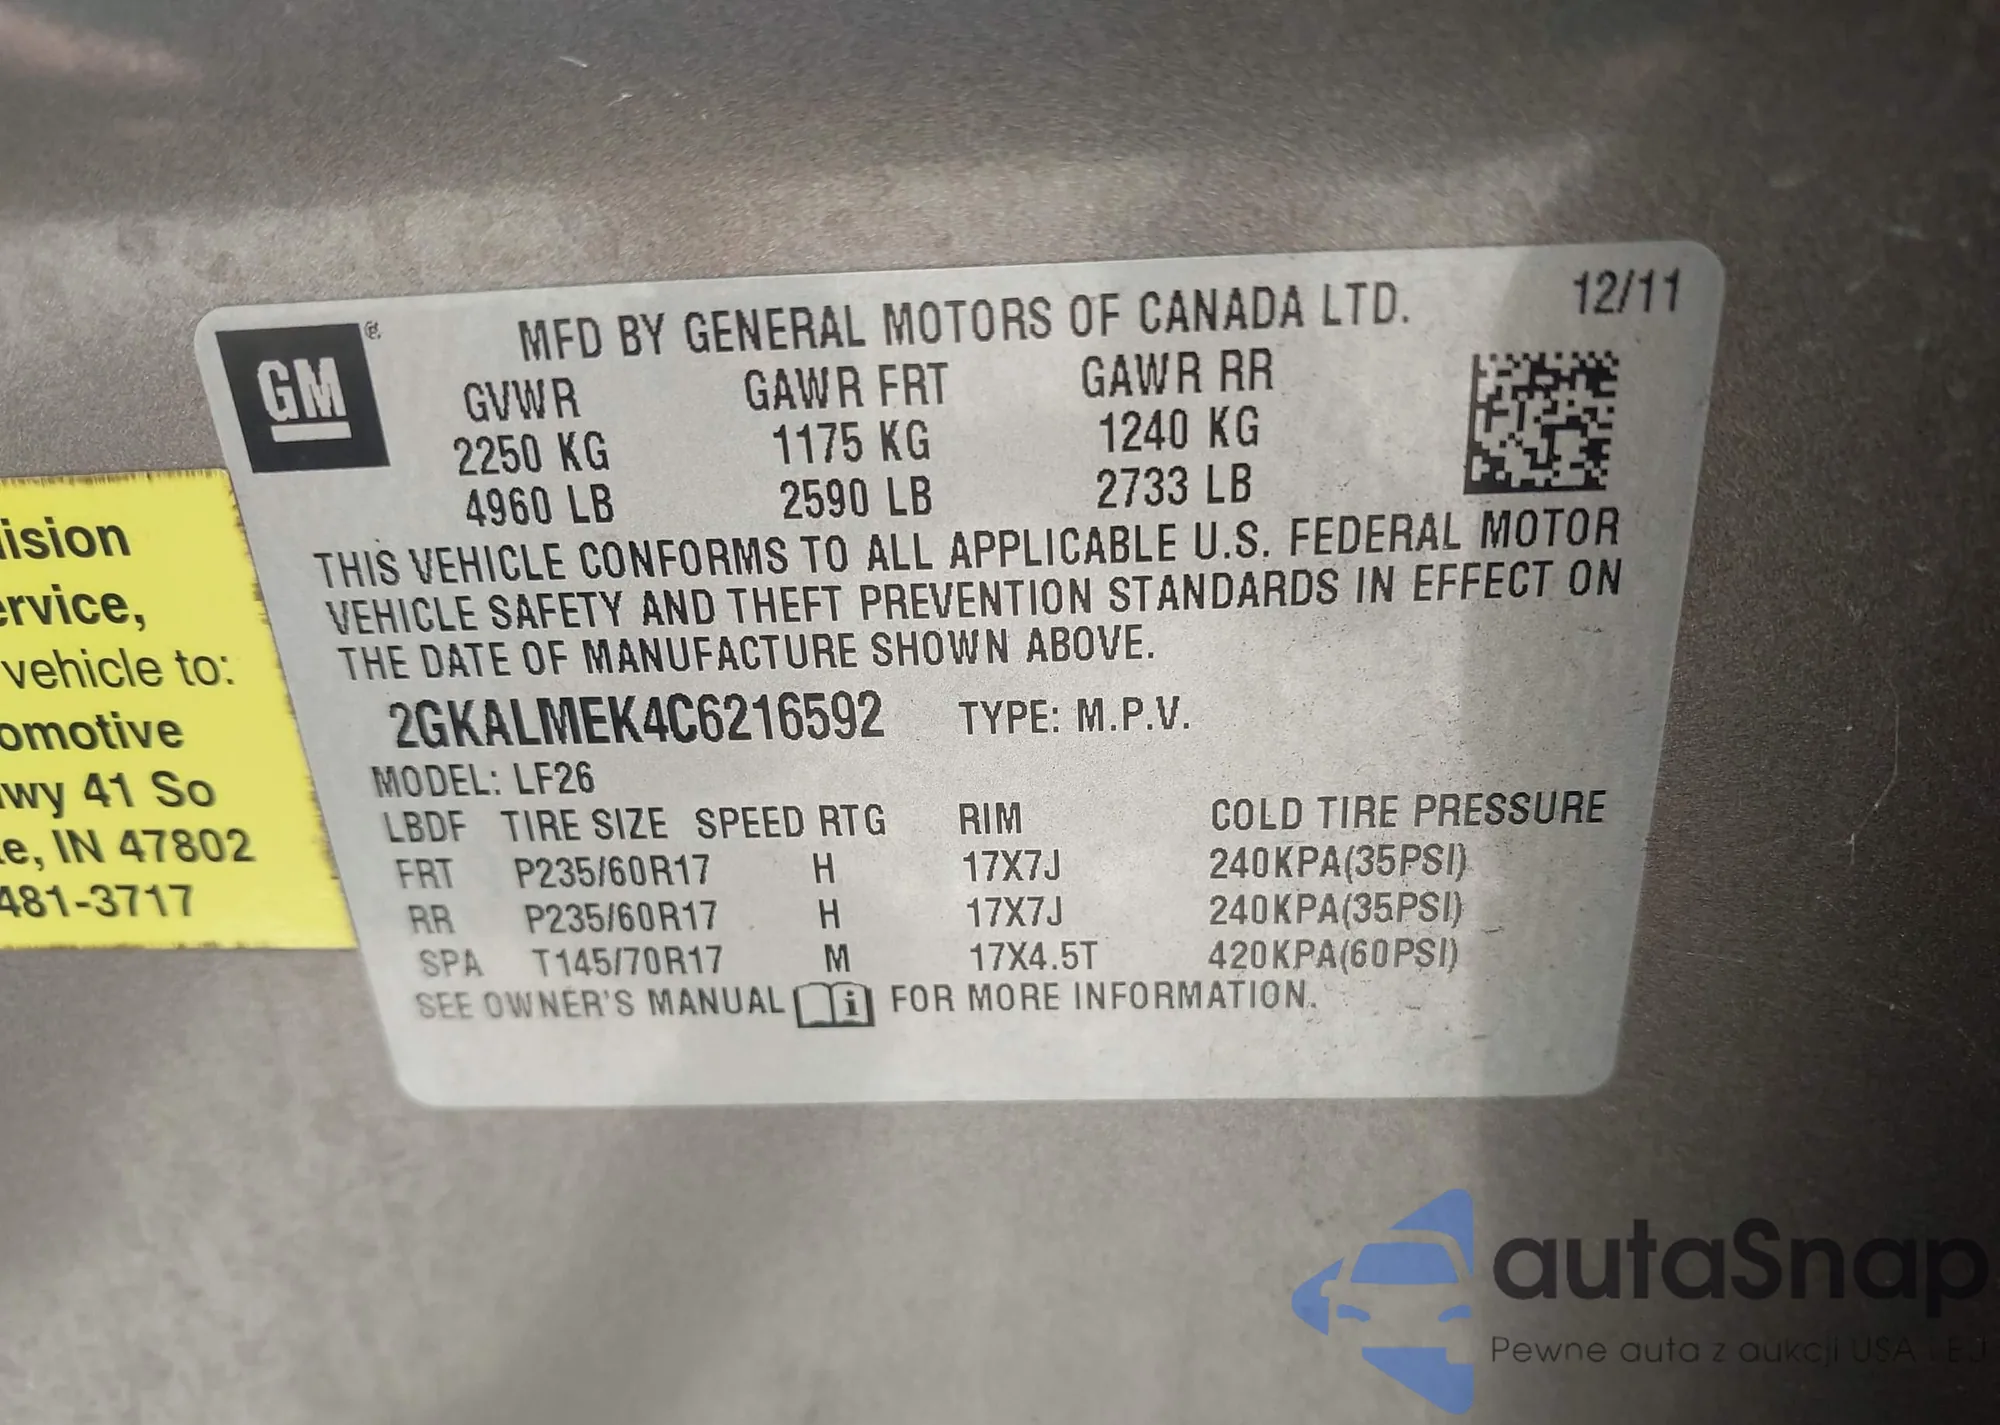 MFD BY GENERAL MOTORS OF CANADA LTD. 12/11
GM ®
GVWR GAWR FRT GAWR RR
2250 KG 1175 KG 1240 KG
4960 LB 2590 LB 2733 LB
THIS VEHICLE CONFORMS TO ALL APPLICABLE U.S. FEDERAL MOTOR
VEHICLE SAFETY AND THEFT PREVENTION STANDARDS IN EFFECT ON
THE DATE OF MANUFACTURE SHOWN ABOVE.
2GKALMEK4C6216592 TYPE: M.P.V.
MODEL: LF26
LBDF TIRE SIZE SPEED RTG RIM COLD TIRE PRESSURE
FRT P235/60R17 H 17X7J 240KPA(35PSI)
RR P235/60R17 H 17X7J 240KPA(35PSI)
SPA T145/70R17 M 17X4.5T 420KPA(60PSI)
SEE OWNER'S MANUAL i FOR MORE INFORMATION.
vehicle to:
41 So
IN 47802
481-3717
autaSnap
Pewne auta z aukcji USA i EU